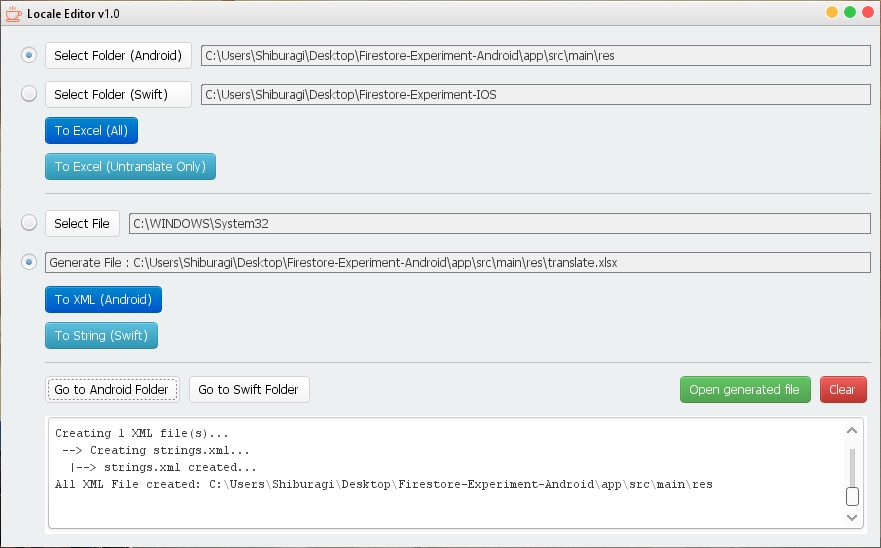 Locale Editor v1.0
Select Folder (Android) C:\Users\Shiburagi\Desktop\Firestore-Experiment-Android\app\src\main\res
Select Folder (Swift) C:\Users\Shiburagi\Desktop\Firestore-Experiment-IOS
To Excel (All)
To Excel (Untranslate Only)
Select File C:\WINDOWS\System32
Generate File : C:\Users\Shiburagi\Desktop\Firestore-Experiment-Android\app\src\main\res\translate.xlsx
To XML (Android)
To String (Swift)
Go to Android Folder Go to Swift Folder Open generated file Clear
Creating 1 XML file(s)...
--> Creating strings.xml...
|--> strings.xml created...
All XML File created: C:\Users\Shiburagi\Desktop\Firestore-Experiment-Android\app\src\main\res